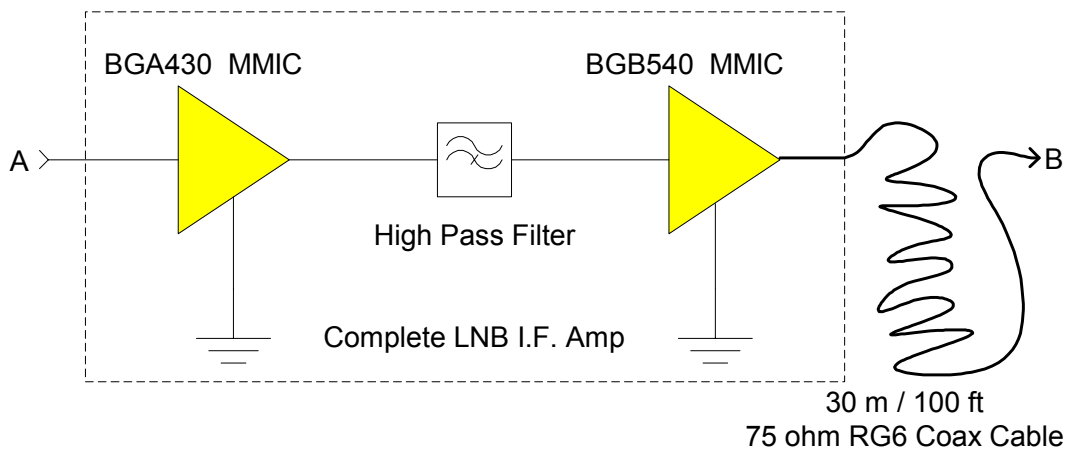 BGA430 MMIC
BGB540 MMIC
A
B
High Pass Filter
Complete LNB I.F. Amp
30 m / 100 ft
75 ohm RG6 Coax Cable